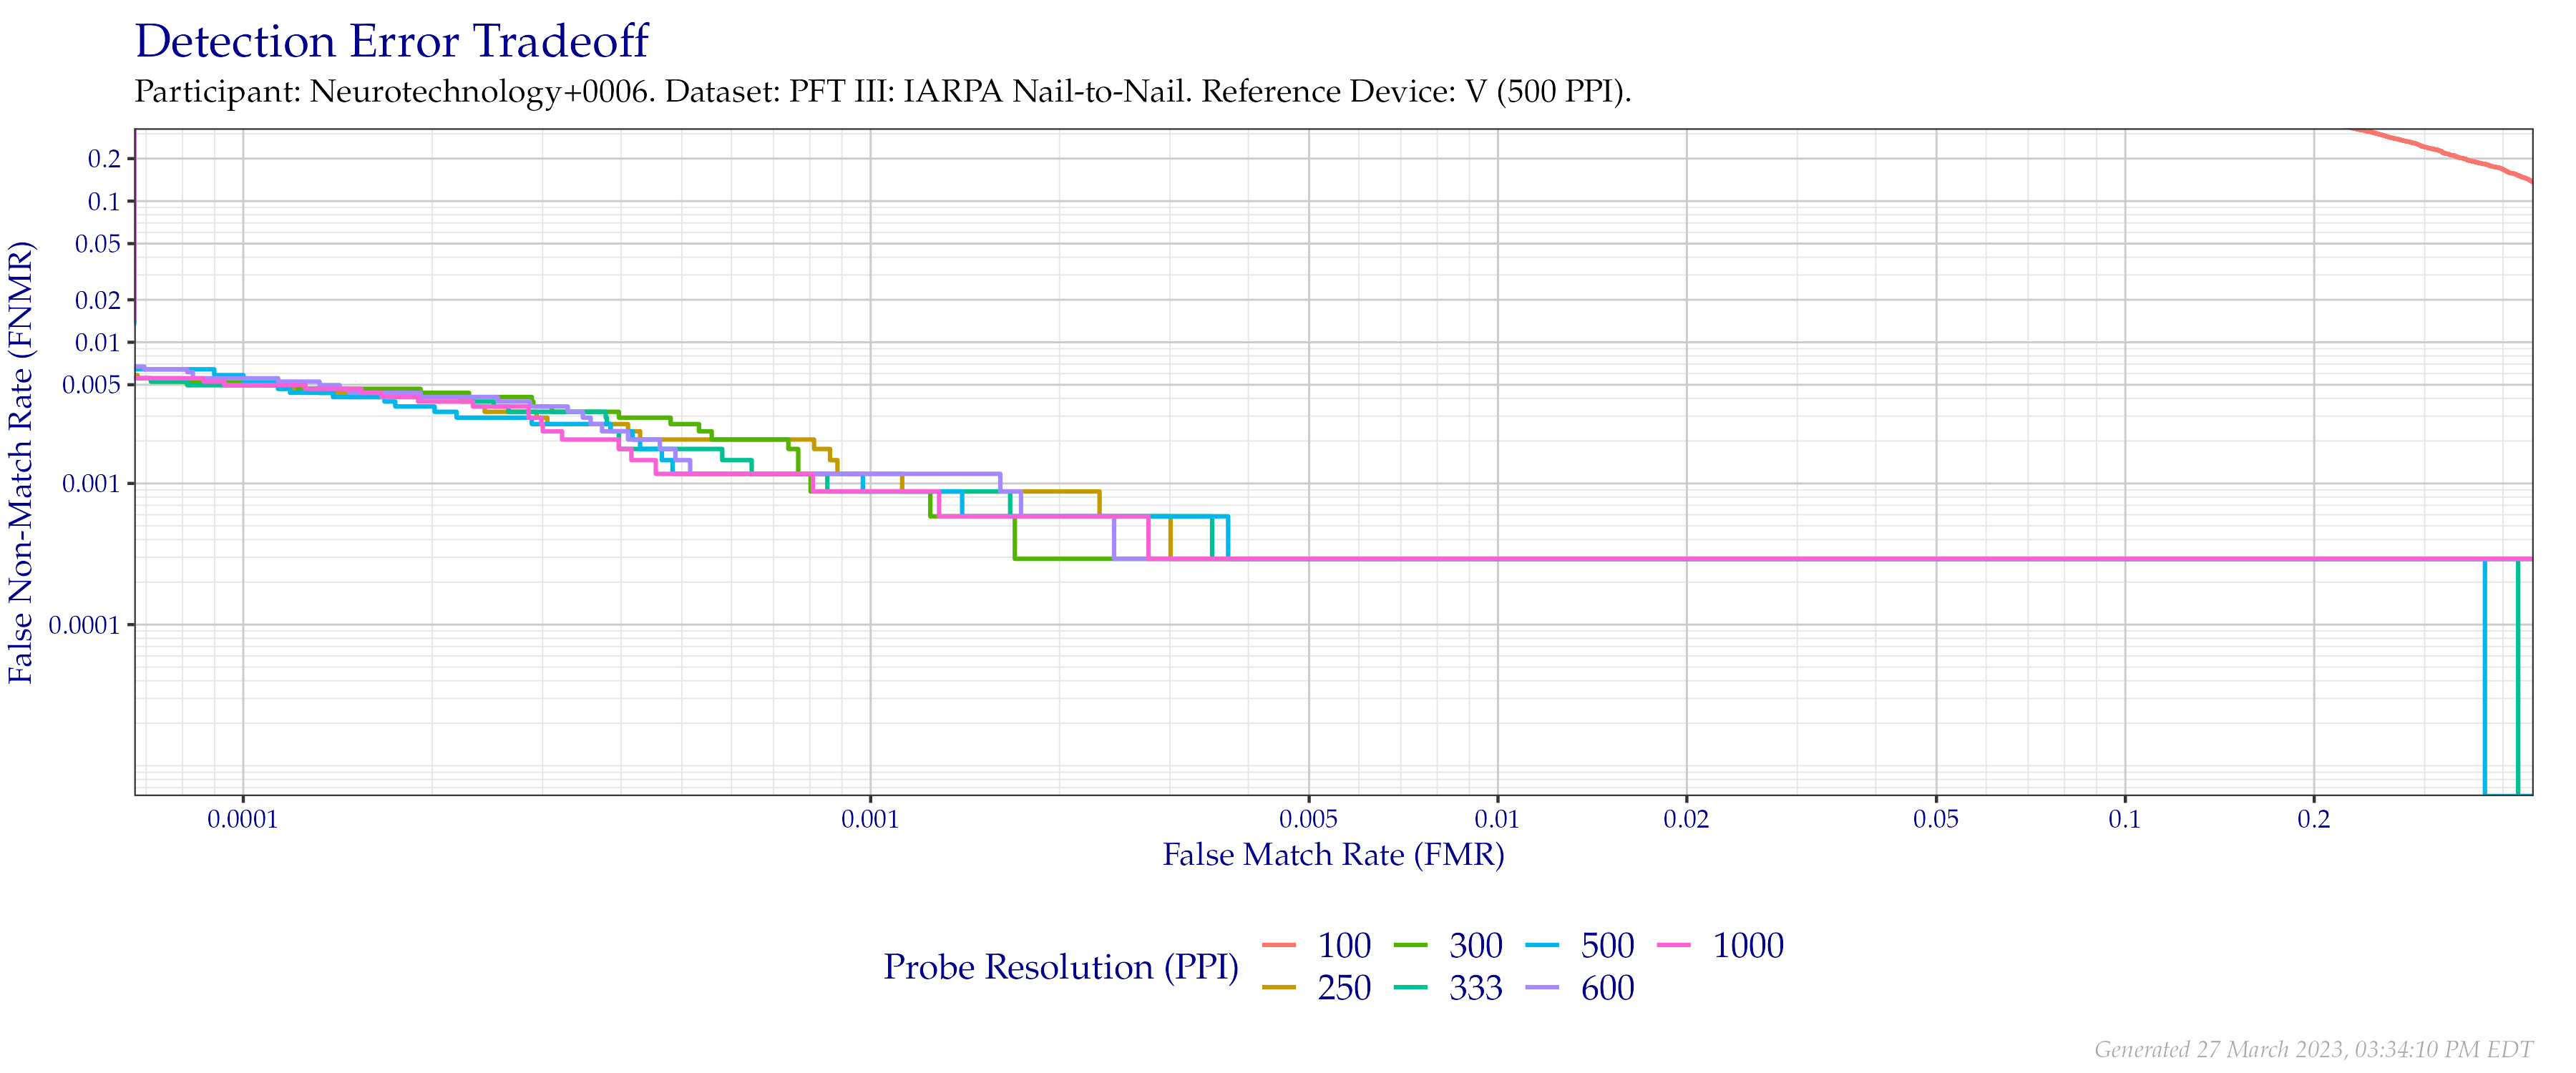 Detection Error Tradeoff
Participant: Neurotechnology+0006. Dataset: PFT III: IARPA Nail-to-Nail. Reference Device: V (500 PPI).
False Non-Match Rate (FNMR)
0.2
0.1
0.05
0.02
0.01
0.005
0.001
0.0001
0.0001 0.001 0.005 0.01 0.02 0.05 0.1 0.2
False Match Rate (FMR)
Probe Resolution (PPI)
100 300 500 1000
250 333 600
Generated 27 March 2023, 03:34:10 PM EDT